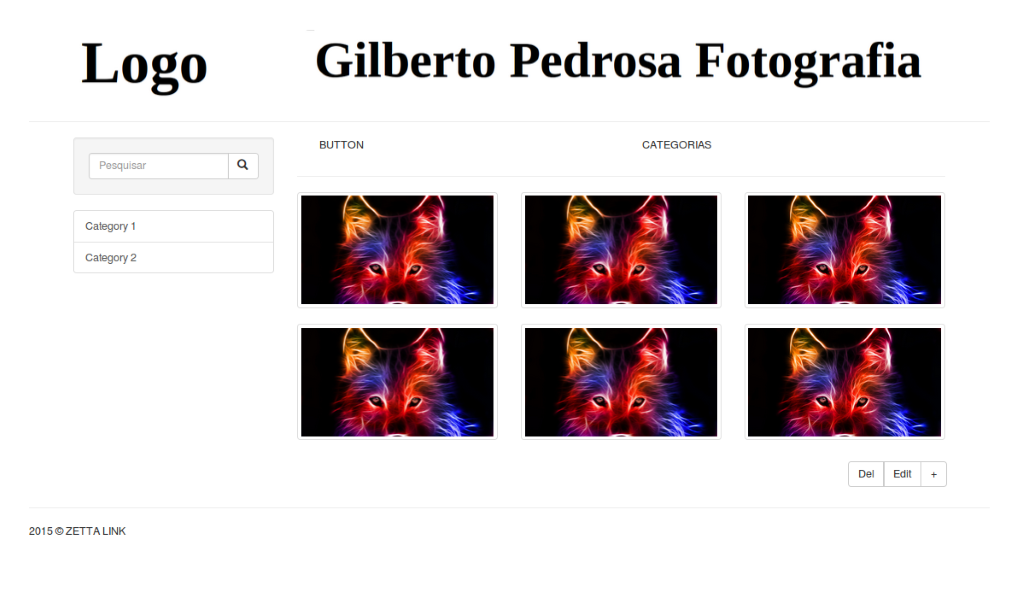 Logo
Gilberto Pedrosa Fotografia
Pesquisar
Category 1
Category 2
BUTTON
CATEGORIAS
Del
Edit
+
2015 © ZETTA LINK